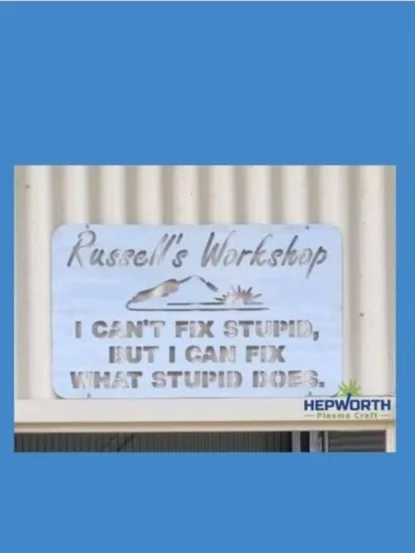 Russell's Workshop
I CAN'T FIX STUPID,
BUT I CAN FIX
WHAT STUPID DOES.
HEPWORTH
Plasma Craft